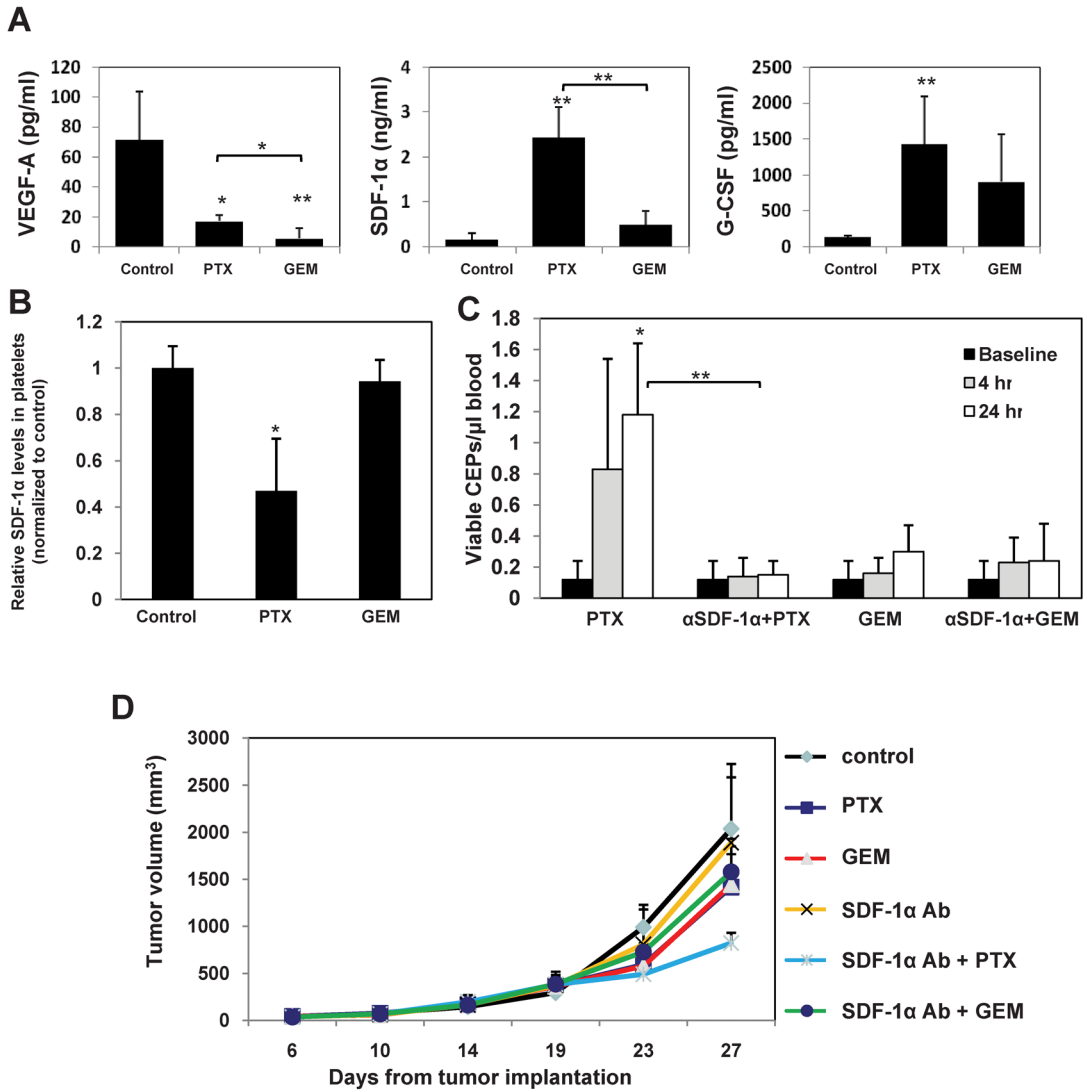 A
VEGF-A (pg/ml)
120
100
80
60
40
20
0
*
*
**
Control PTX GEM
SDF-1α (ng/ml)
4
3
2
1
0
**
**
Control PTX GEM
G-CSF (pg/ml)
2500
2000
1500
1000
500
0
**
Control PTX GEM
B
Relative SDF-1α levels in platelets
(normalized to control)
1.2
1
0.8
0.6
0.4
0.2
0
*
Control PTX GEM
C
Viable CEPs/µl blood
1.8
1.6
1.4
1.2
1
0.8
0.6
0.4
0.2
0
*
**
Baseline
4 hr
24 hr
PTX αSDF-1α+PTX GEM αSDF-1α+GEM
D
Tumor volume (mm³)
3000
2500
2000
1500
1000
500
0
6 10 14 19 23 27
Days from tumor implantation
control
PTX
GEM
SDF-1α Ab
SDF-1α Ab + PTX
SDF-1α Ab + GEM